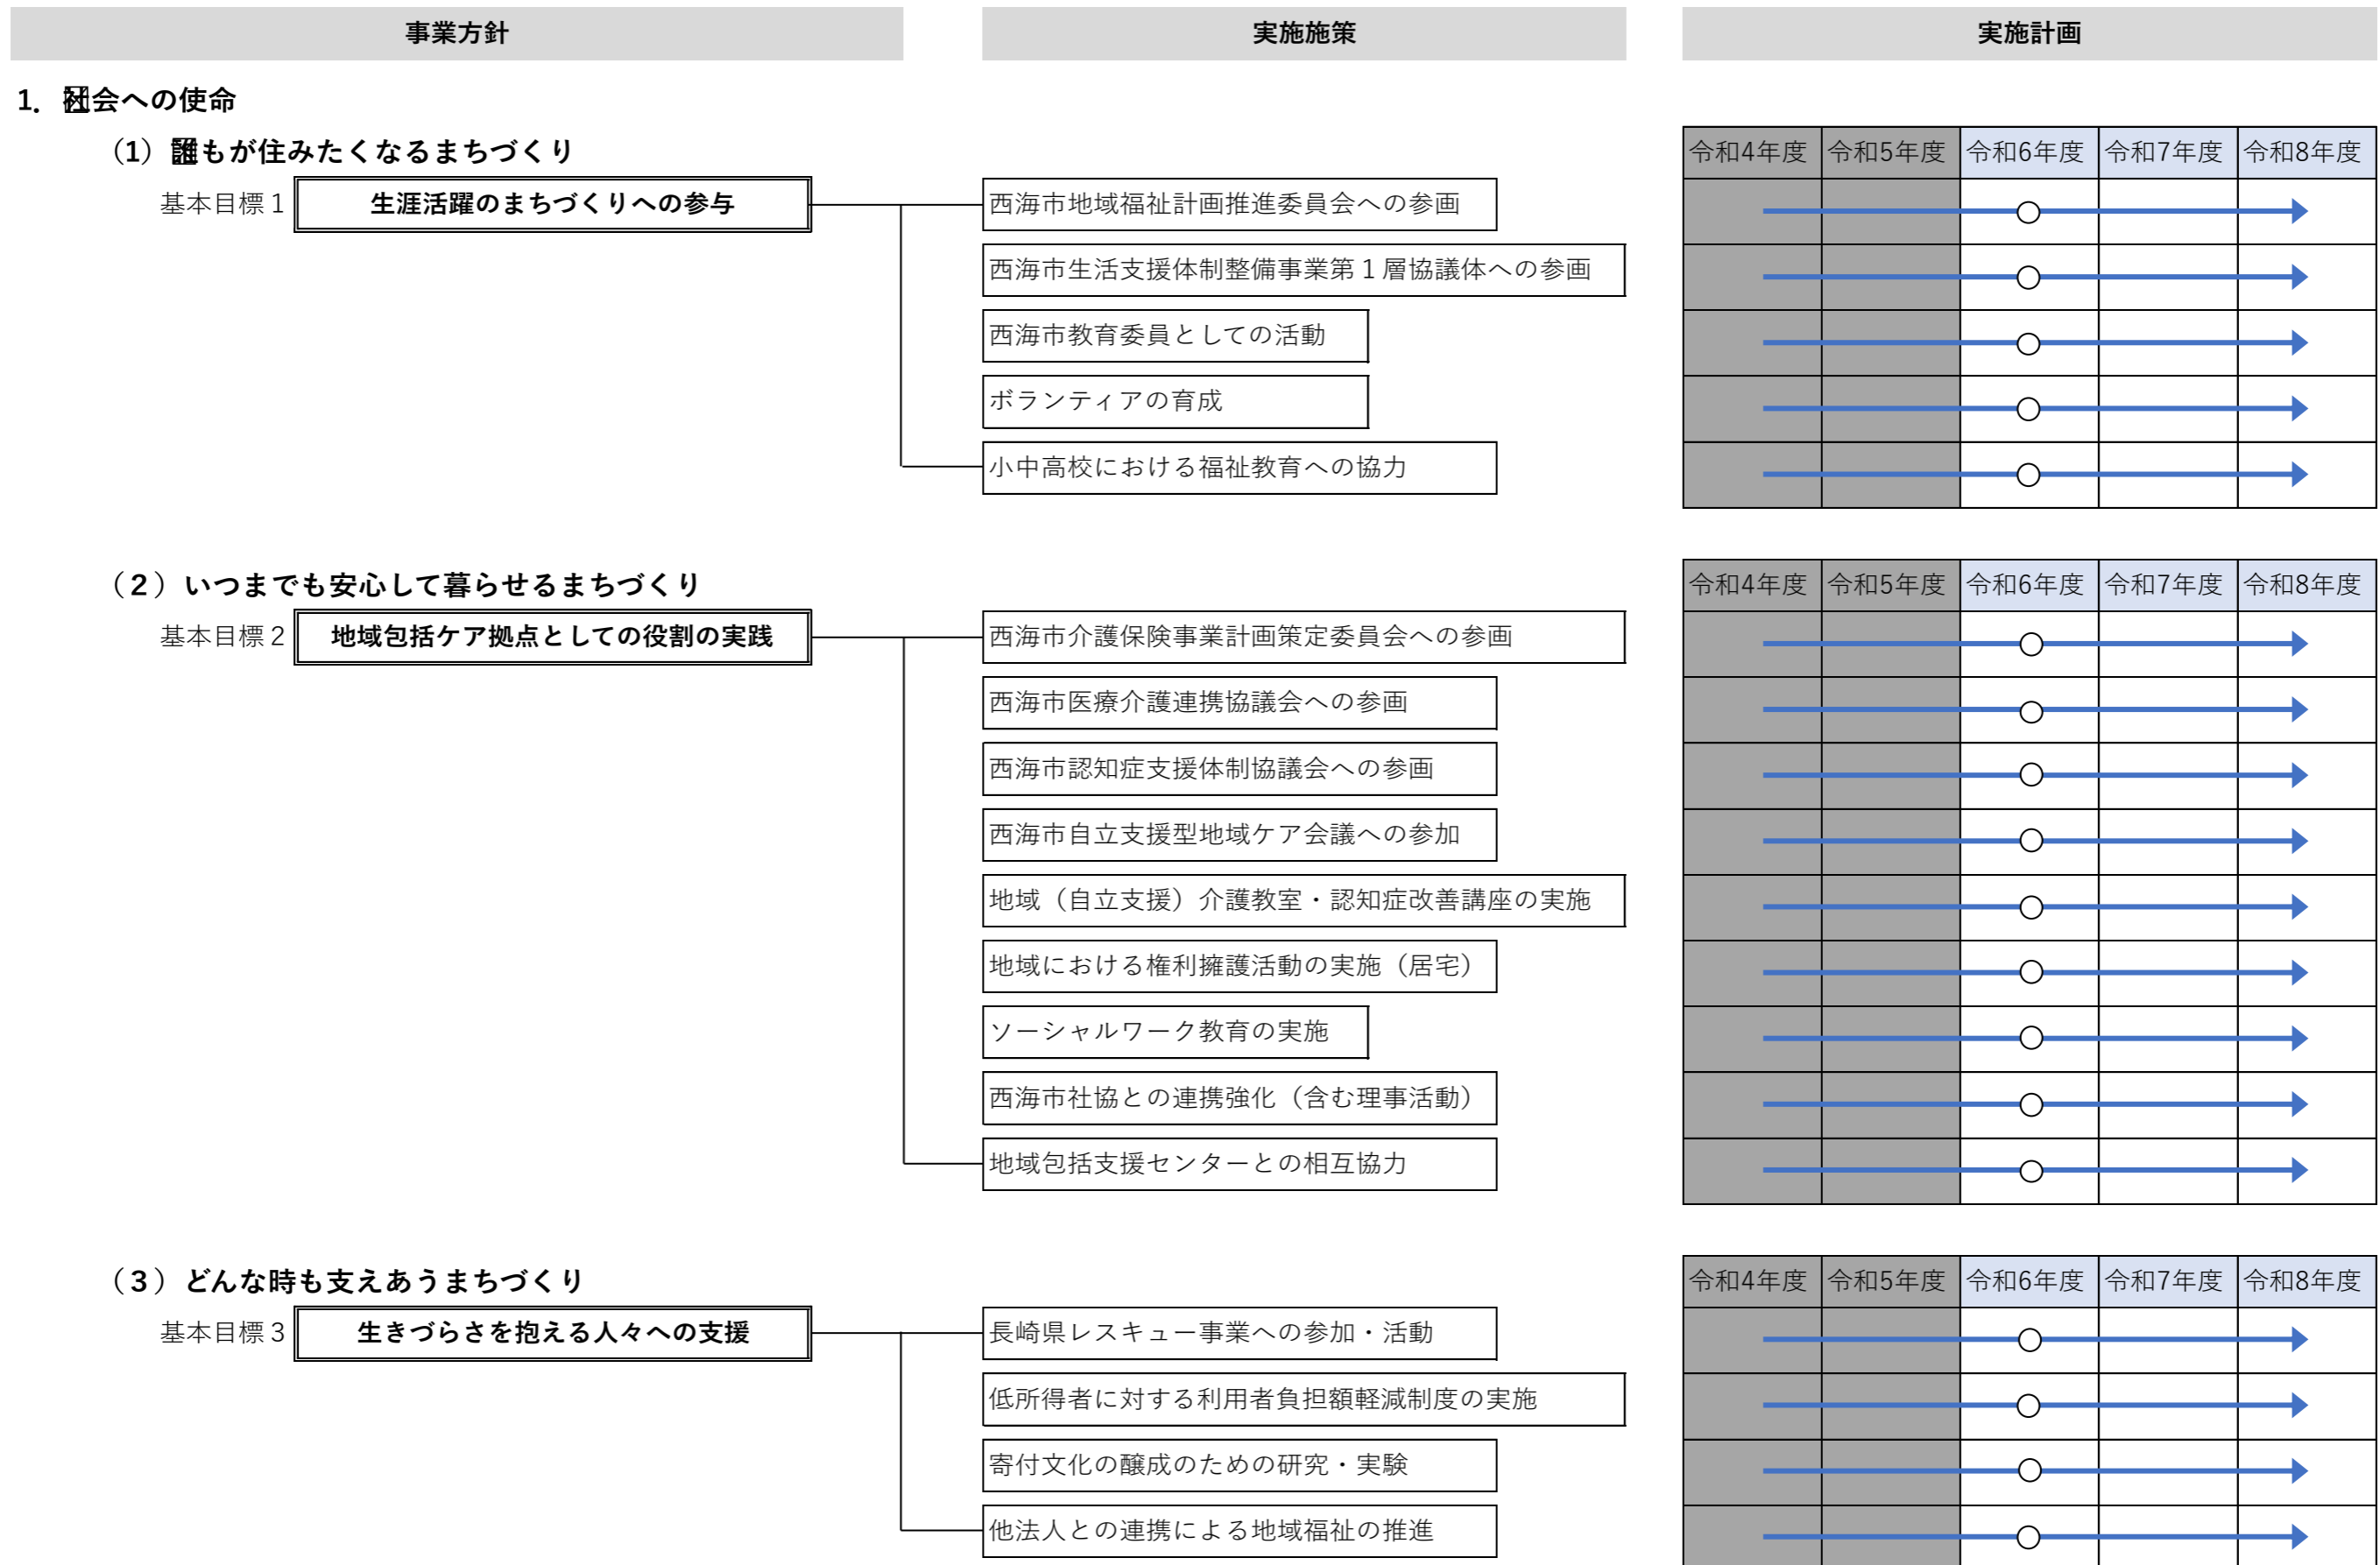 事業方針 実施施策 実施計画
1. 社会への使命
（1）誰もが住みたくなるまちづくり
令和4年度 令和5年度 令和6年度 令和7年度 令和8年度
基本目標１ 生涯活躍のまちづくりへの参与
西海市地域福祉計画推進委員会への参画
西海市生活支援体制整備事業第１層協議体への参画
西海市教育委員としての活動
ボランティアの育成
小中高校における福祉教育への協力
（２）いつまでも安心して暮らせるまちづくり
令和4年度 令和5年度 令和6年度 令和7年度 令和8年度
基本目標２ 地域包括ケア拠点としての役割の実践
西海市介護保険事業計画策定委員会への参画
西海市医療介護連携協議会への参画
西海市認知症支援体制協議会への参画
西海市自立支援型地域ケア会議への参加
地域（自立支援）介護教室・認知症改善講座の実施
地域における権利擁護活動の実施（居宅）
ソーシャルワーク教育の実施
西海市社協との連携強化（含む理事活動）
地域包括支援センターとの相互協力
（３）どんな時も支えあうまちづくり
令和4年度 令和5年度 令和6年度 令和7年度 令和8年度
基本目標３ 生きづらさを抱える人々への支援
長崎県レスキュー事業への参加・活動
低所得者に対する利用者負担額軽減制度の実施
寄付文化の醸成のための研究・実験
他法人との連携による地域福祉の推進